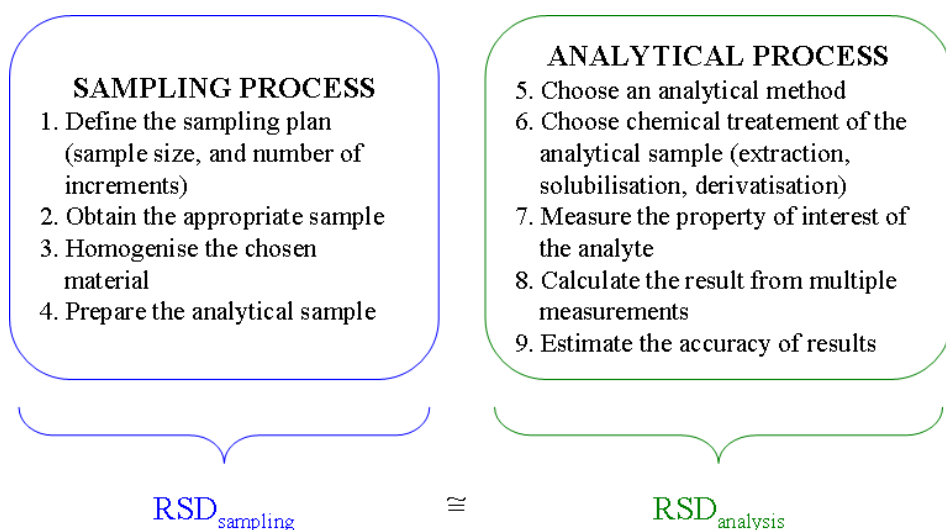 SAMPLING PROCESS
1. Define the sampling plan
(sample size, and number of
increments)
2. Obtain the appropriate sample
3. Homogenise the chosen
material
4. Prepare the analytical sample
ANALYTICAL PROCESS
5. Choose an analytical method
6. Choose chemical treatement of the
analytical sample (extraction,
solubilisation, derivatisation)
7. Measure the property of interest of
the analyte
8. Calculate the result from multiple
measurements
9. Estimate the accuracy of results
RSDsampling ≅ RSDanalysis